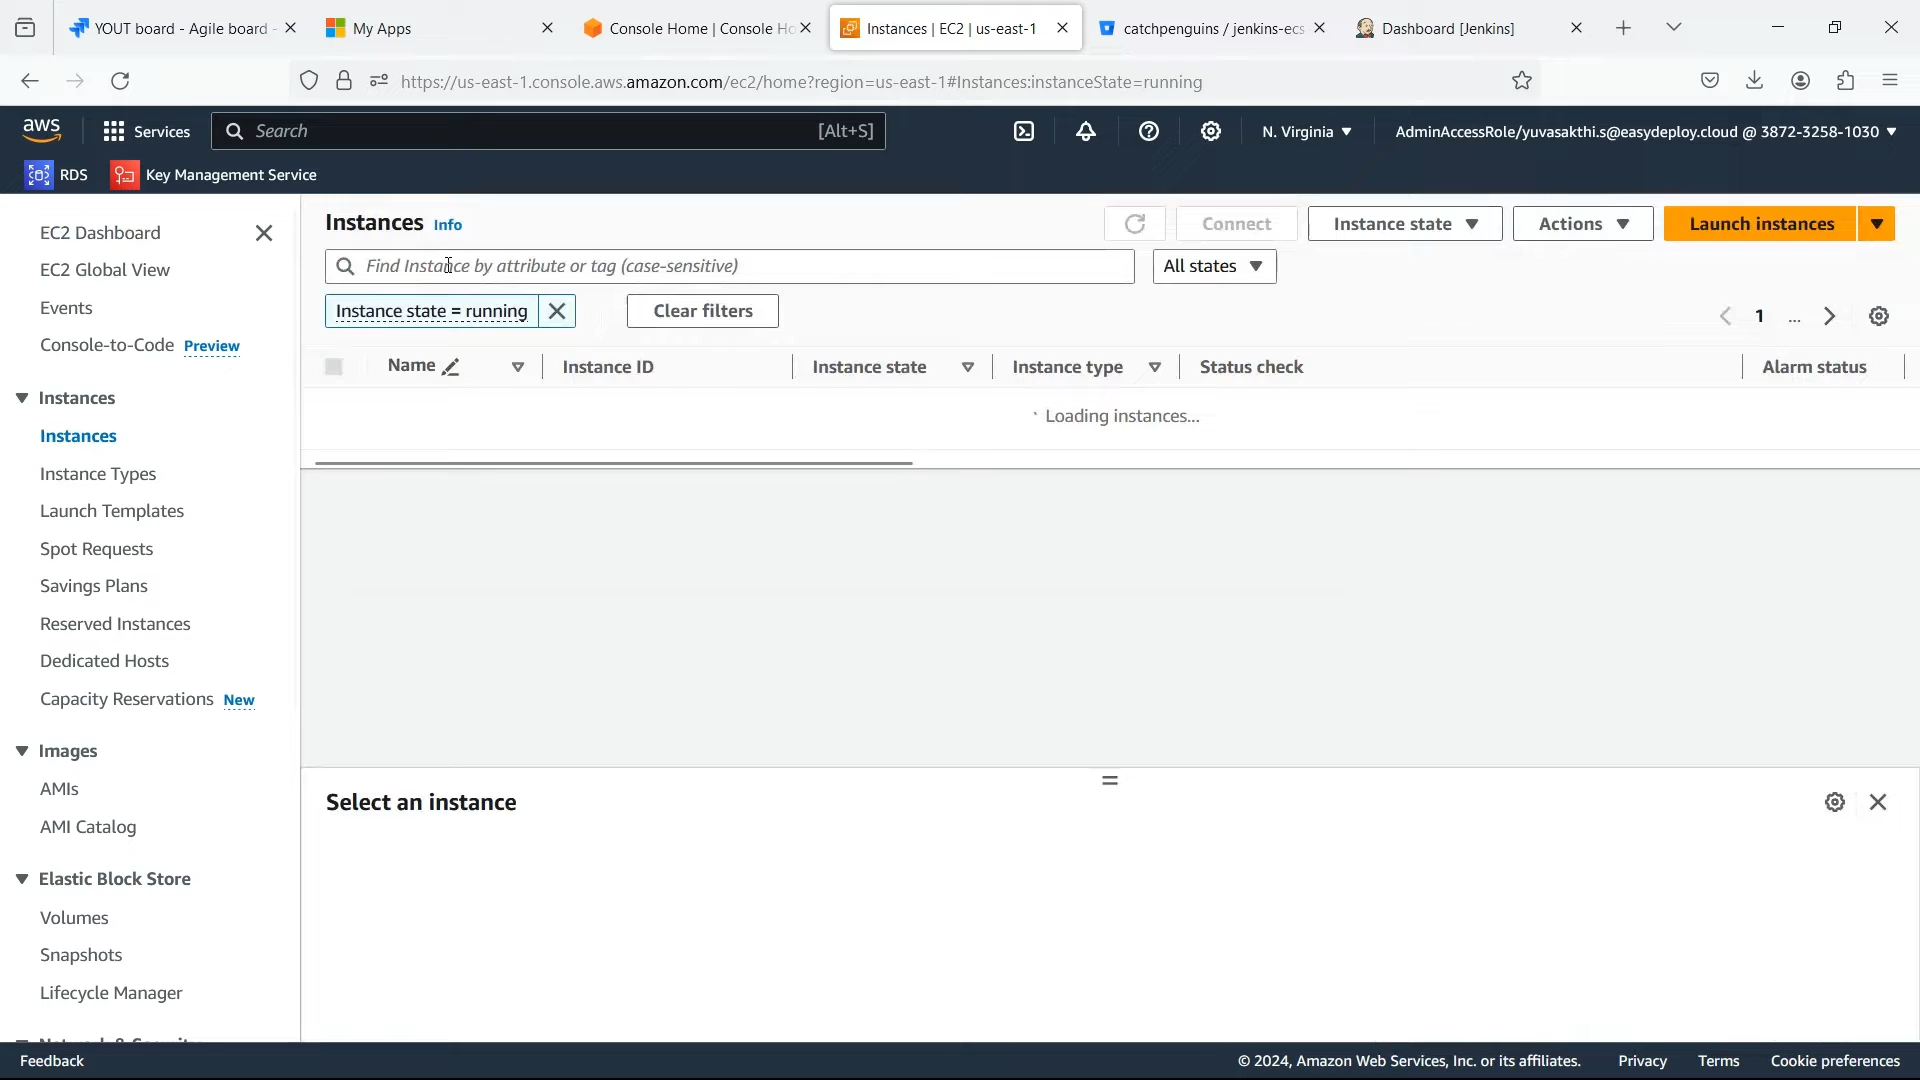 YOUT board - Agile board -
My Apps
Console Home | Console Ho
Instances | EC2 | us-east-1
catchpenguins / jenkins-ecs
Dashboard [Jenkins]
https://us-east-1.console.aws.amazon.com/ec2/home?region=us-east-1#Instances:instanceState=running
aws
Services
Search
[Alt+S]
N. Virginia
AdminAccessRole/yuvasakthi.s@easydeploy.cloud @ 3872-3258-1030
RDS
Key Management Service
EC2 Dashboard
EC2 Global View
Events
Console-to-Code Preview
Instances
Instances
Instance Types
Launch Templates
Spot Requests
Savings Plans
Reserved Instances
Dedicated Hosts
Capacity Reservations New
Images
AMIs
AMI Catalog
Elastic Block Store
Volumes
Snapshots
Lifecycle Manager
Instances Info
Connect
Instance state
Actions
Launch instances
Find Instance by attribute or tag (case-sensitive)
All states
Instance state = running
Clear filters
1
...
Name
Instance ID
Instance state
Instance type
Status check
Alarm status
Loading instances...
Select an instance
Feedback
© 2024, Amazon Web Services, Inc. or its affiliates.
Privacy
Terms
Cookie preferences